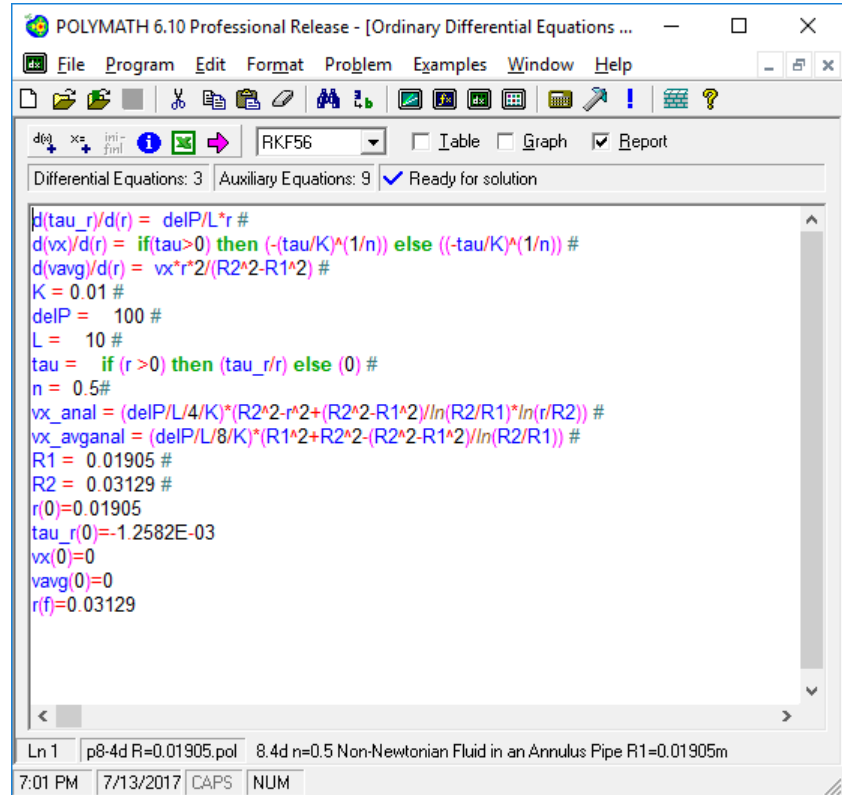 POLYMATH 6.10 Professional Release - [Ordinary Differential Equations ...
File Program Edit Format Problem Examples Window Help
d(x) x= ini- finl RKF56 Table Graph Report
Differential Equations: 3 Auxiliary Equations: 9 Ready for solution
d(tau_r)/d(r) = delP/L*r #
d(vx)/d(r) = if(tau>0) then (-(tau/K)^(1/n)) else ((-tau/K)^(1/n)) #
d(vavg)/d(r) = vx*r*2/(R2^2-R1^2) #
K = 0.01 #
delP = 100 #
L = 10 #
tau = if (r >0) then (tau_r/r) else (0) #
n = 0.5#
vx_anal = (delP/L/4/K)*(R2^2-r^2+(R2^2-R1^2)/ln(R2/R1)*ln(r/R2)) #
vx_avganal = (delP/L/8/K)*(R1^2+R2^2-(R2^2-R1^2)/ln(R2/R1)) #
R1 = 0.01905 #
R2 = 0.03129 #
r(0)=0.01905
tau_r(0)=-1.2582E-03
vx(0)=0
vavg(0)=0
r(f)=0.03129
Ln 1 p8-4d R=0.01905.pol 8.4d n=0.5 Non-Newtonian Fluid in an Annulus Pipe R1=0.01905m
7:01 PM 7/13/2017 CAPS NUM